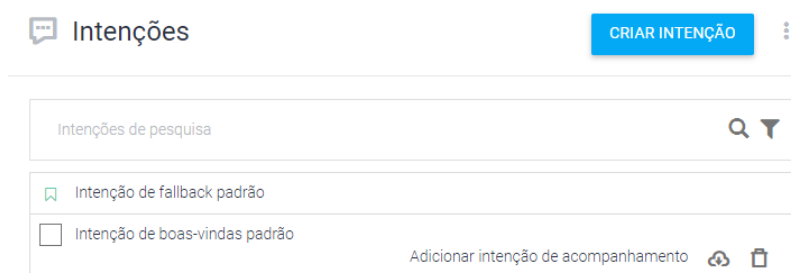 Intenções
CRIAR INTENÇÃO
Intenções de pesquisa
Intenção de fallback padrão
Intenção de boas-vindas padrão
Adicionar intenção de acompanhamento